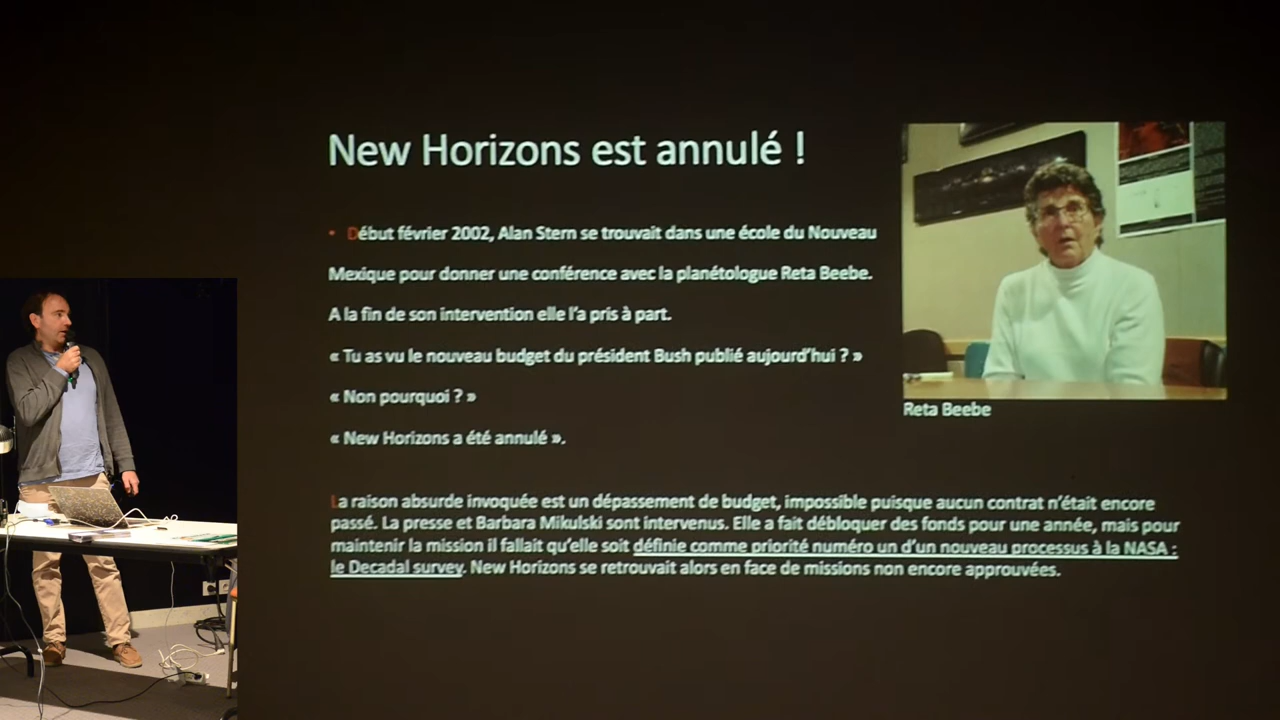 New Horizons est annulé !
• Début février 2002, Alan Stern se trouvait dans une école du Nouveau
Mexique pour donner une conférence avec la planétologue Reta Beebe.
A la fin de son intervention elle l'a pris à part.
« Tu as vu le nouveau budget du président Bush publié aujourd'hui ? »
« Non pourquoi ? »
« New Horizons a été annulé ».
Reta Beebe
La raison absurde invoquée est un dépassement de budget, impossible puisque aucun contrat n'était encore
passé. La presse et Barbara Mikulski sont intervenus. Elle a fait débloquer des fonds pour une année, mais pour
maintenir la mission il fallait qu'elle soit définie comme priorité numéro un d'un nouveau processus à la NASA :
le Decadal survey. New Horizons se retrouvait alors en face de missions non encore approuvées.